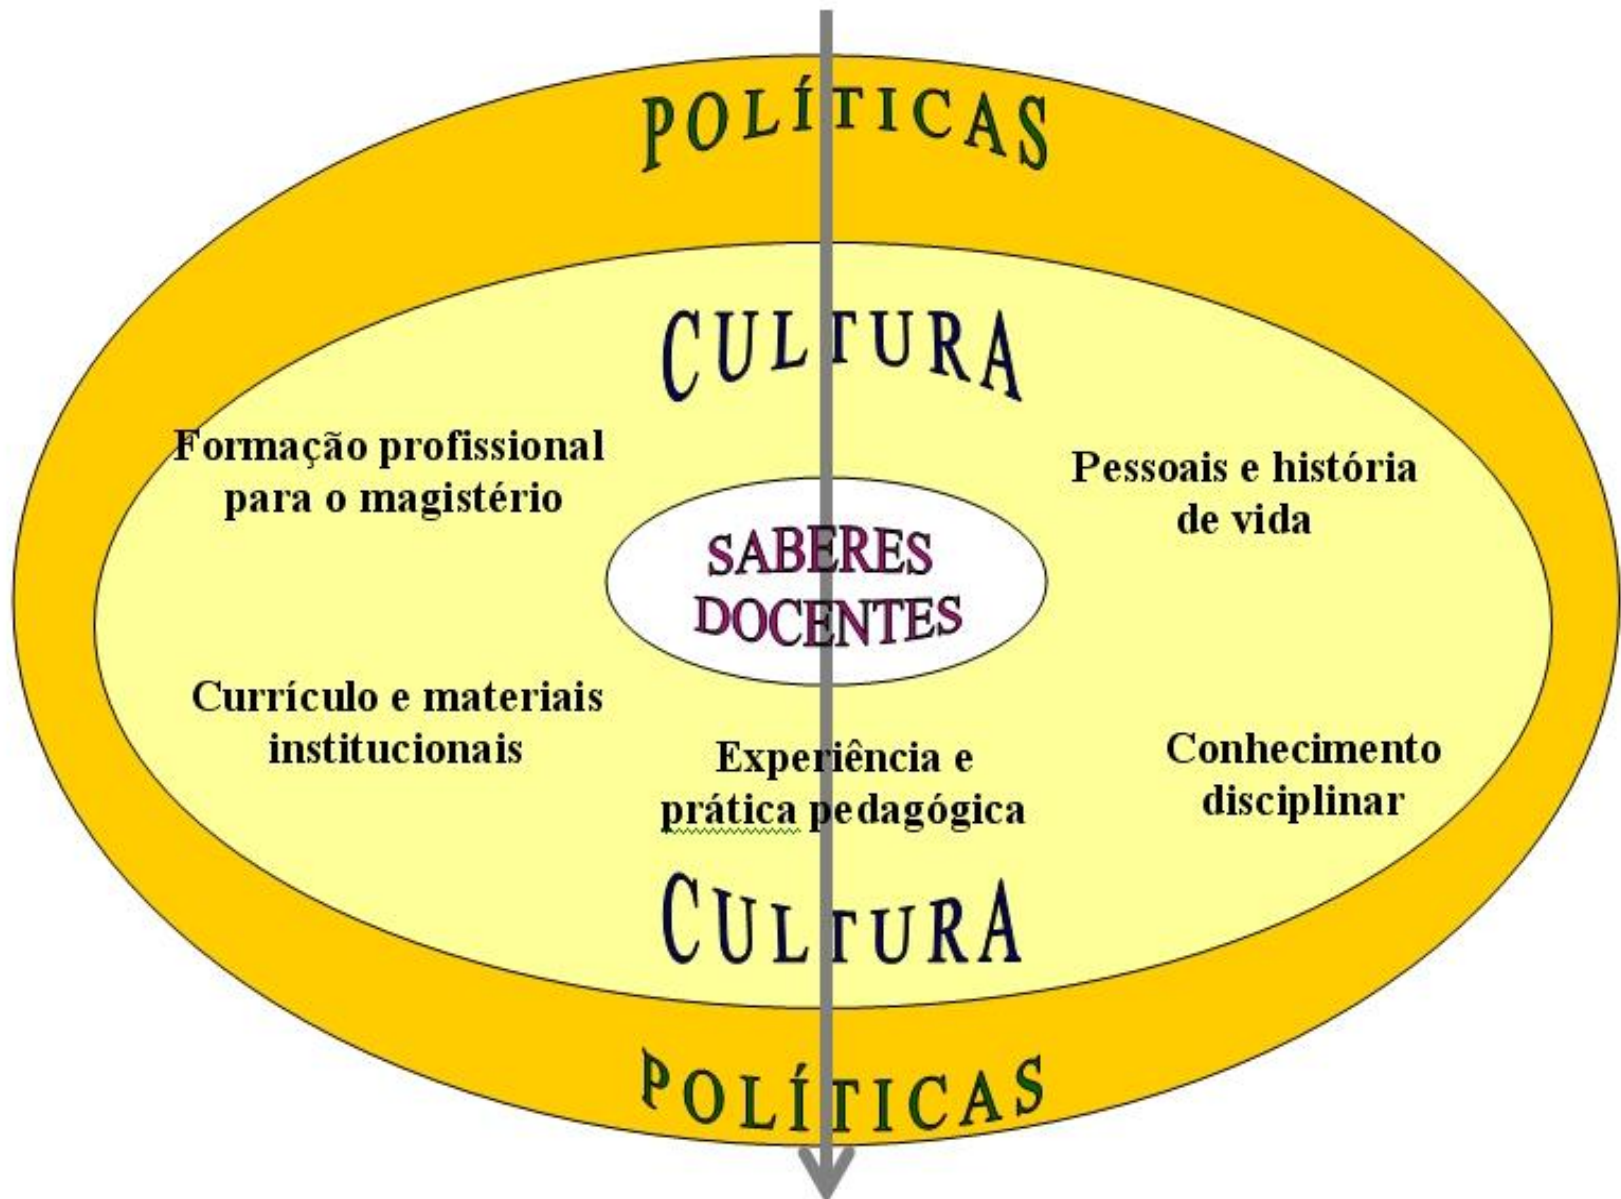 POLÍTICAS
CULTURA
Formação profissional
para o magistério
Pessoais e história
de vida
SABERES
DOCENTES
Currículo e materiais
institucionais
Experiência e
prática pedagógica
Conhecimento
disciplinar
CULTURA
POLÍTICAS